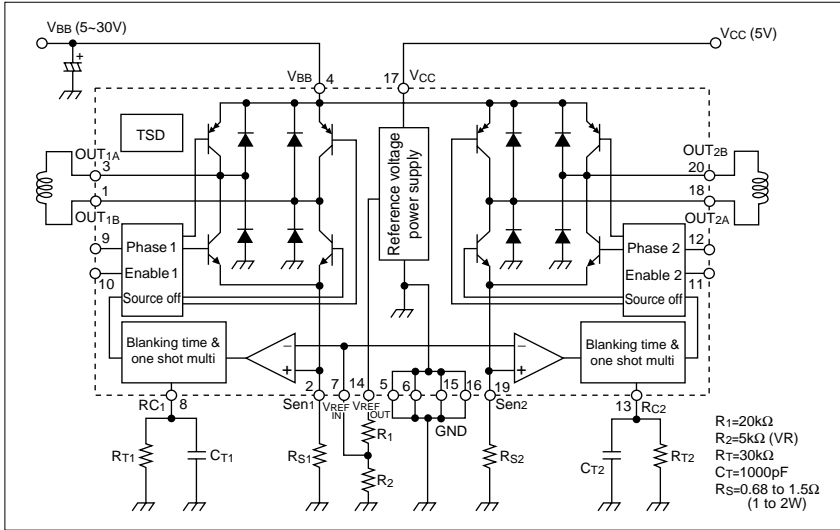 VBB (5~30V)
VCC (5V)
VBB 4
17 VCC
TSD
OUT1A
3
1
OUT1B
9
10
Phase 1
Enable 1
Source off
Reference voltage
power supply
OUT2B
20
18
OUT2A
12
11
Phase 2
Enable 2
Source off
Blanking time &
one shot multi
−
+
−
+
Blanking time &
one shot multi
RC1 8
2 Sen1
7 VREF IN
14 VREF OUT
5 6 15 16
GND
19 Sen2
13 RC2
RT1
CT1
RS1
R1
R2
RS2
CT2
RT2
R1=20kΩ
R2=5kΩ (VR)
RT=30kΩ
CT=1000pF
RS=0.68 to 1.5Ω
(1 to 2W)